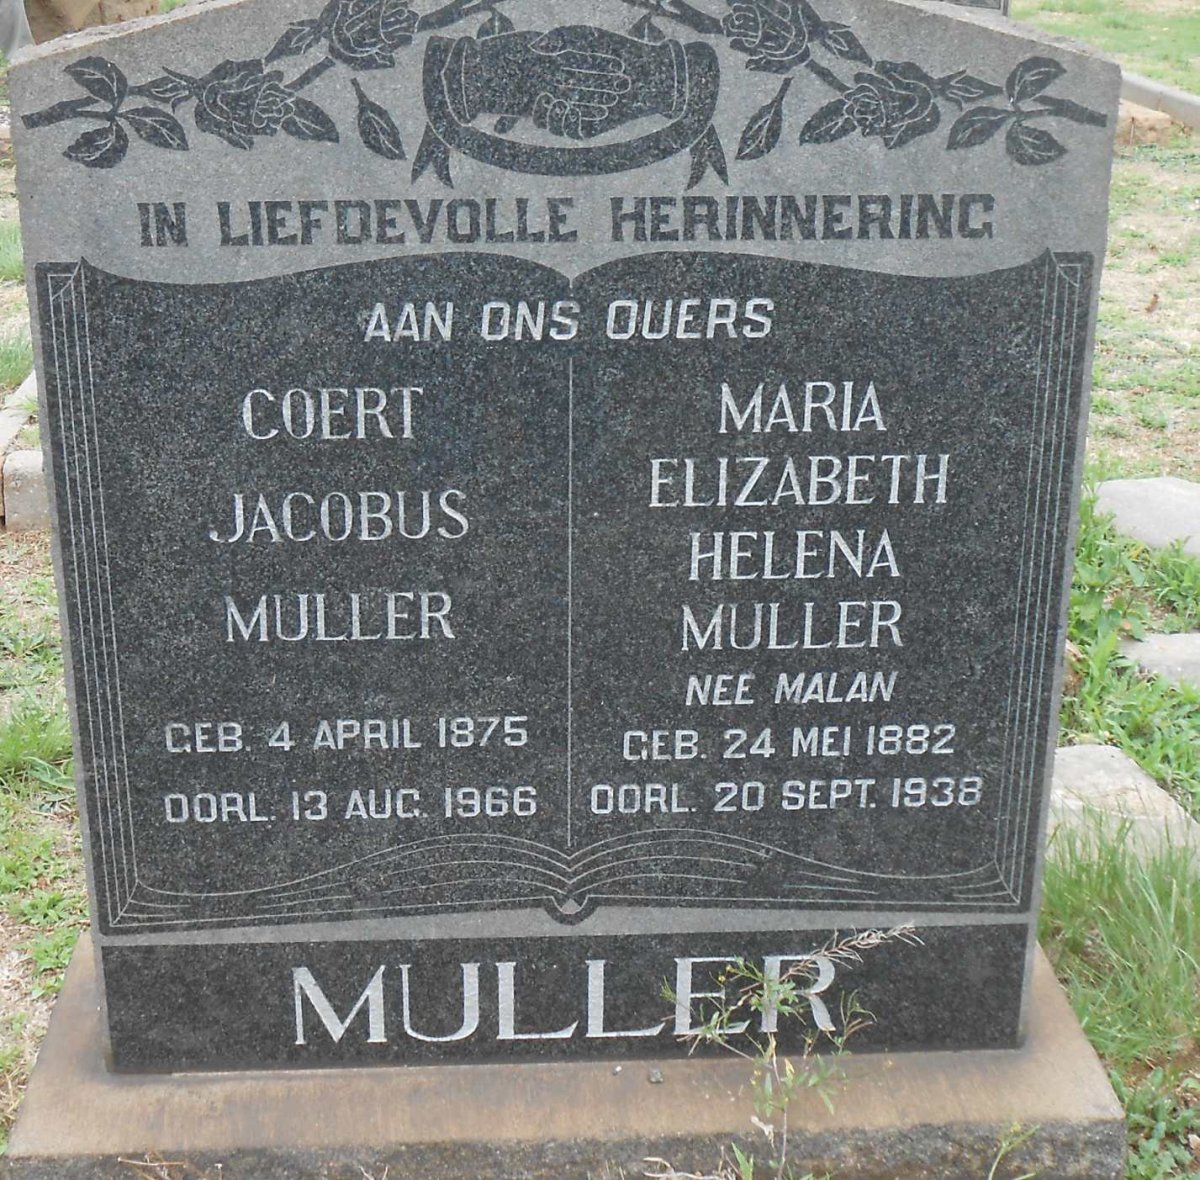 IN LIEFDEVOLLE HERINNERING
AAN ONS OUERS
COERT
JACOBUS
MULLER
GEB. 4 APRIL 1875
OORL. 13 AUG. 1966
MARIA
ELIZABETH
HELENA
MULLER
NEE MALAN
GEB. 24 MEI 1882
OORL. 20 SEPT. 1938
MULLER